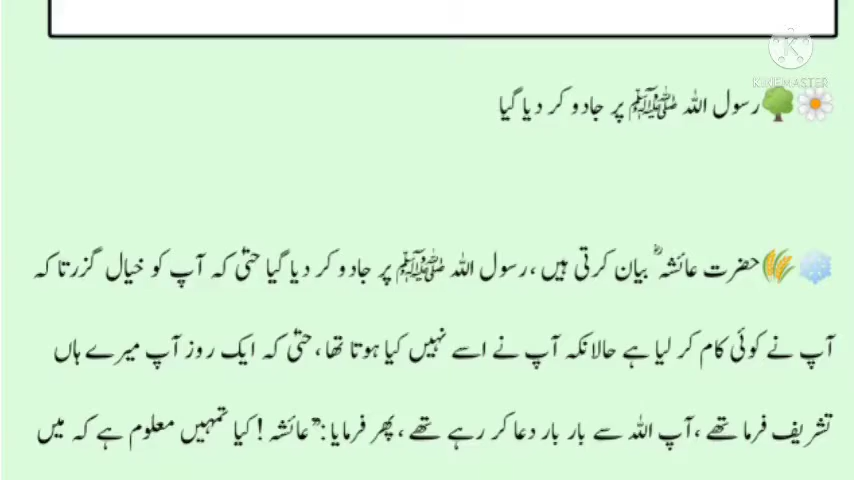 KINEMASTER
رسول اللہ ﷺ پر جادو کر دیا گیا
حضرت عائشہؓ بیان کرتی ہیں ،رسول اللہ ﷺ پر جادو کر دیا گیا حتیٰ کہ آپ کو خیال گزرتا کہ
آپ نے کوئی کام کر لیا ہے حالانکہ آپ نے اسے نہیں کیا ہوتا تھا ،حتیٰ کہ ایک روز آپ میرے ہاں
تشریف فرما تھے ،آپ اللہ سے بار بار دعا کر رہے تھے ،پھر فرمایا :’’عائشہ ! کیا تمہیں معلوم ہے کہ میں